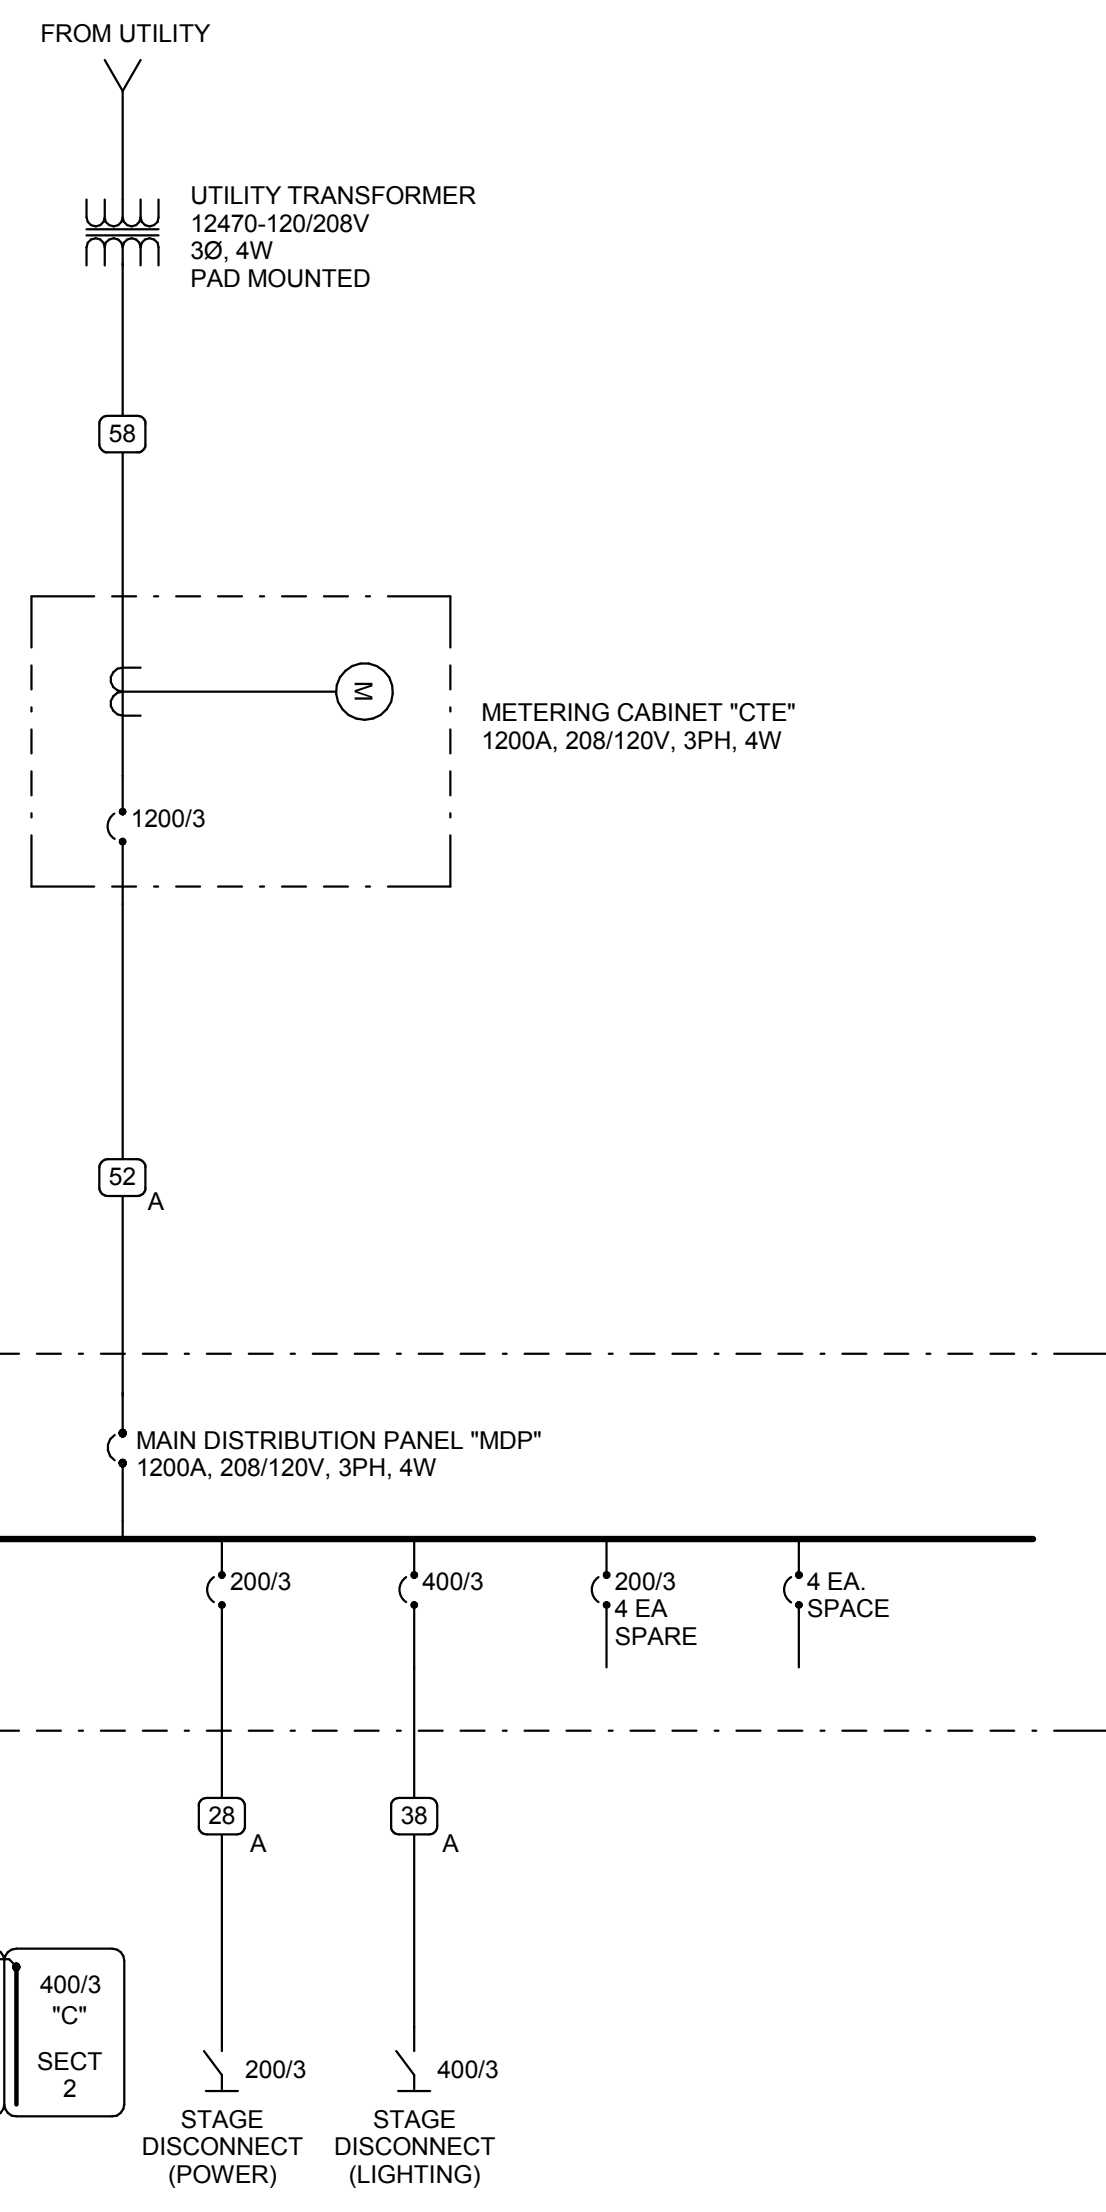 FROM UTILITY
UTILITY TRANSFORMER
12470-120/208V
3Ø, 4W
PAD MOUNTED
58
M
METERING CABINET "CTE"
1200A, 208/120V, 3PH, 4W
1200/3
52
A
MAIN DISTRIBUTION PANEL "MDP"
1200A, 208/120V, 3PH, 4W
200/3
400/3
200/3
4 EA
SPARE
4 EA.
SPACE
28
A
38
A
400/3
"C"
SECT
2
200/3
STAGE
DISCONNECT
(POWER)
400/3
STAGE
DISCONNECT
(LIGHTING)